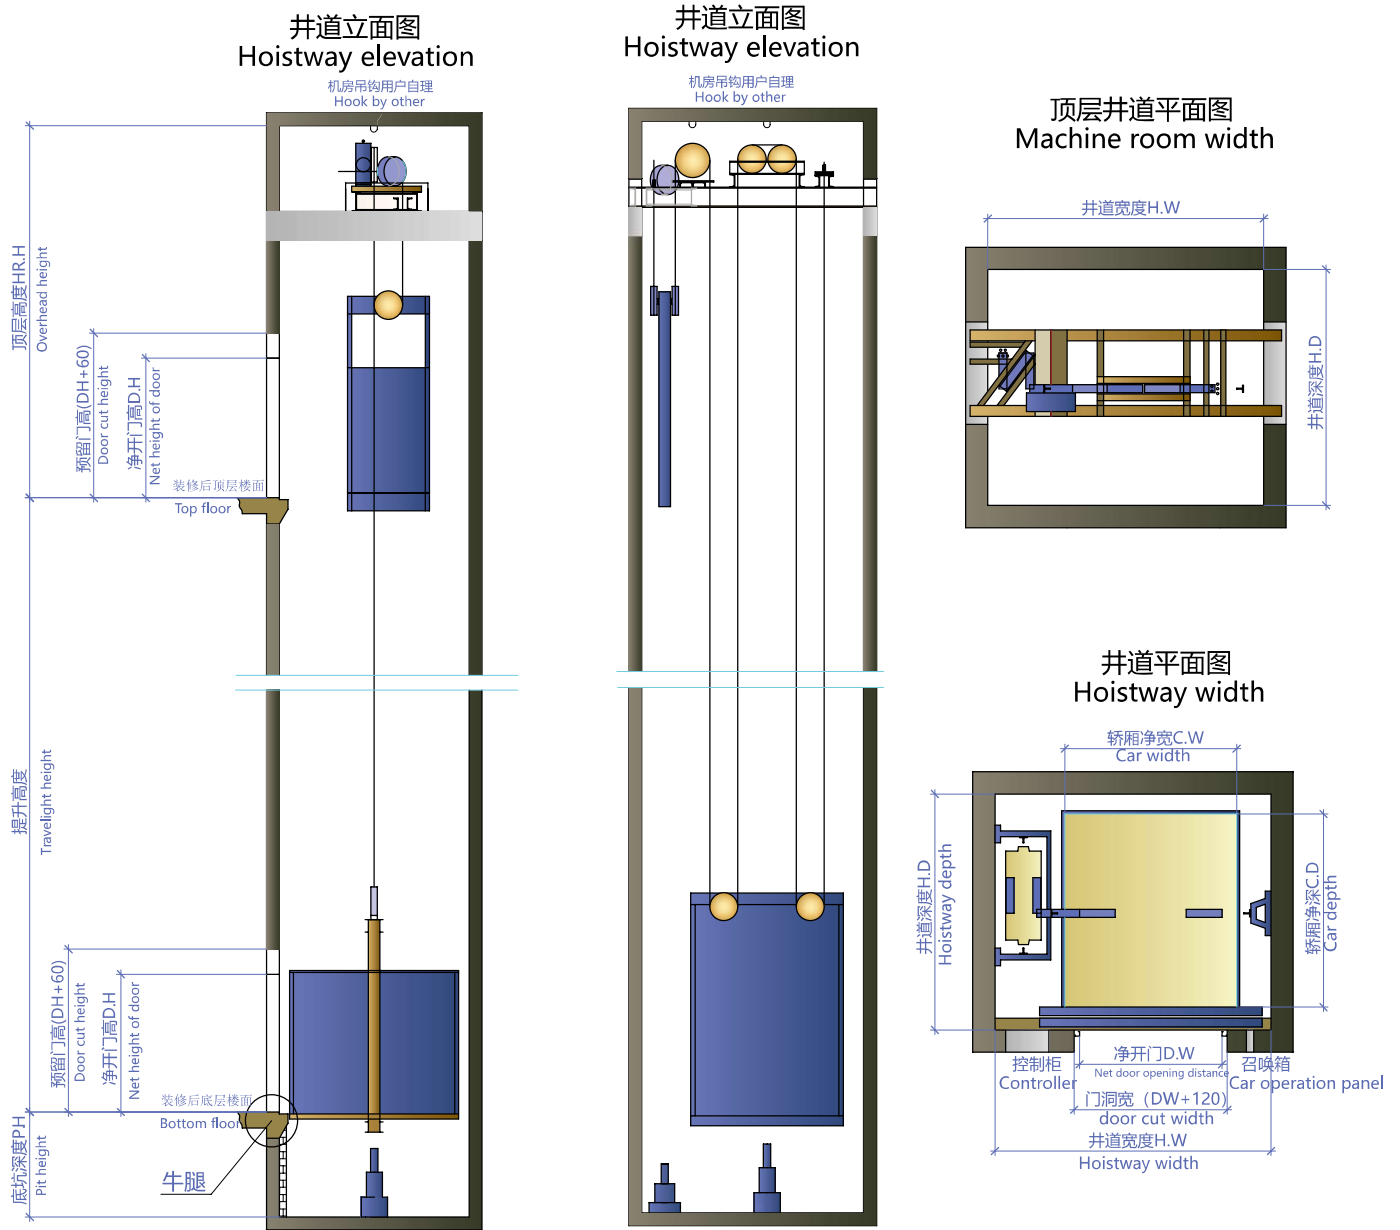 井道立面图
Hoistway elevation
机房吊钩用户自理
Hook by other
顶层高度HR.H
Overhead height
预留门高(DH+60)
Door cut height
净开门高D.H
Net height of door
装修后顶层楼面
Top floor
提升高度
Travelight height
预留门高(DH+60)
Door cut height
净开门高D.H
Net height of door
装修后底层楼面
Bottom floor
底坑深度P.H
Pit height
牛腿
井道立面图
Hoistway elevation
机房吊钩用户自理
Hook by other
顶层井道平面图
Machine room width
井道宽度H.W
井道深度H.D
井道平面图
Hoistway width
轿厢净宽C.W
Car width
井道深度H.D
Hoistway depth
轿厢净深C.D
Car depth
控制柜
Controller
净开门D.W
Net door opening distance
召唤箱
Car operation panel
门洞宽（DW+120）
door cut width
井道宽度H.W
Hoistway width